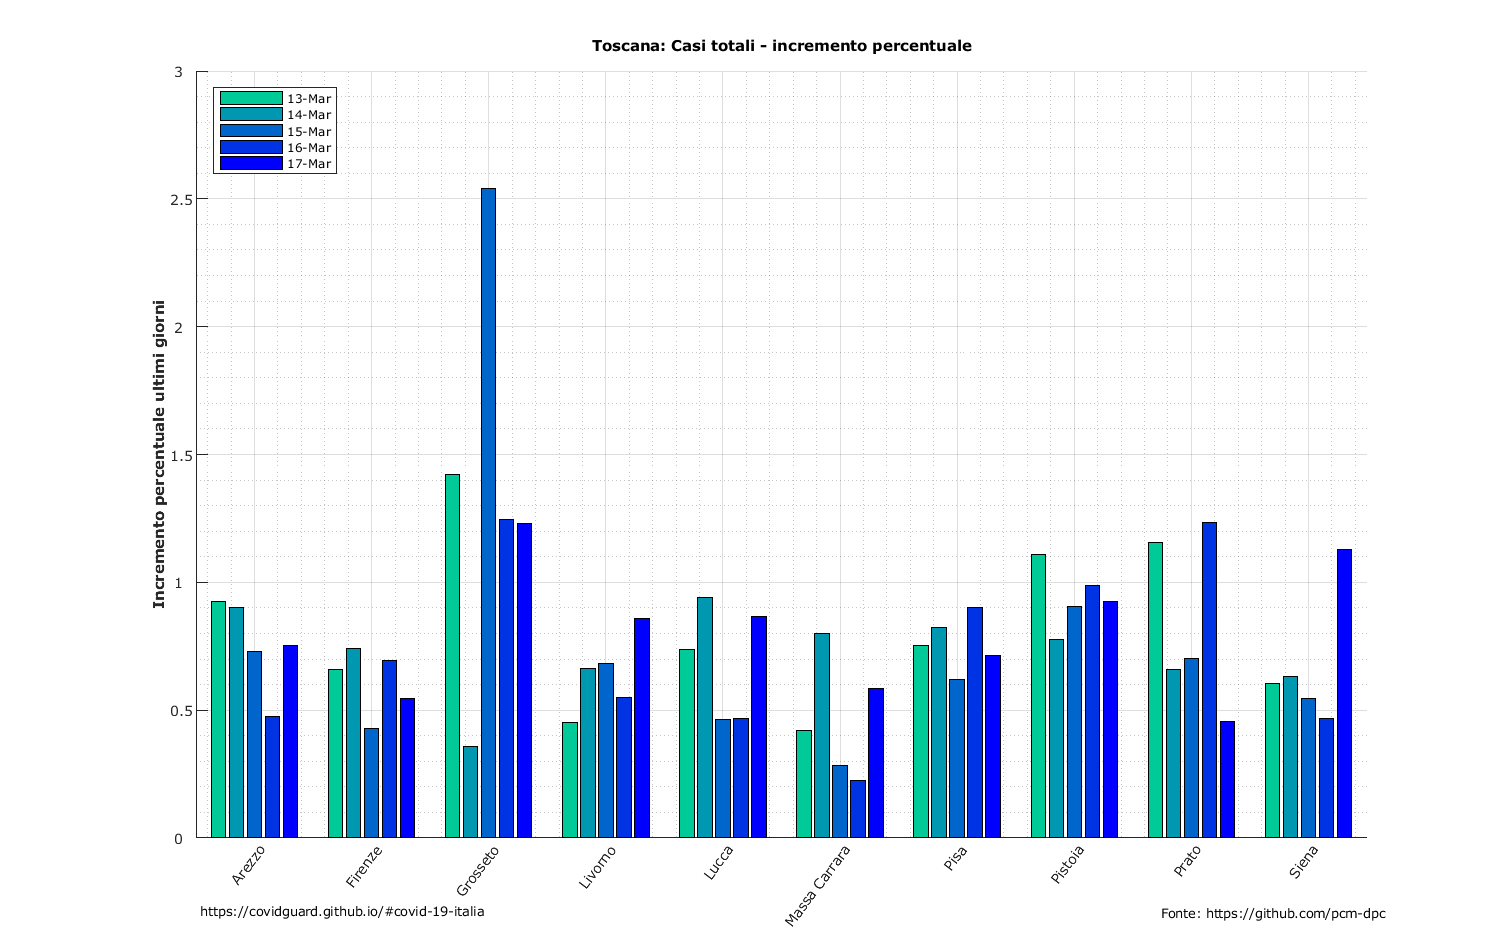 Toscana: Casi totali - incremento percentuale
3
2.5
2
1.5
1
0.5
0
Incremento percentuale ultimi giorni
13-Mar
14-Mar
15-Mar
16-Mar
17-Mar
Arezzo
Firenze
Grosseto
Livorno
Lucca
Massa Carrara
Pisa
Pistoia
Prato
Siena
https://covidguard.github.io/#covid-19-italia
Fonte: https://github.com/pcm-dpc